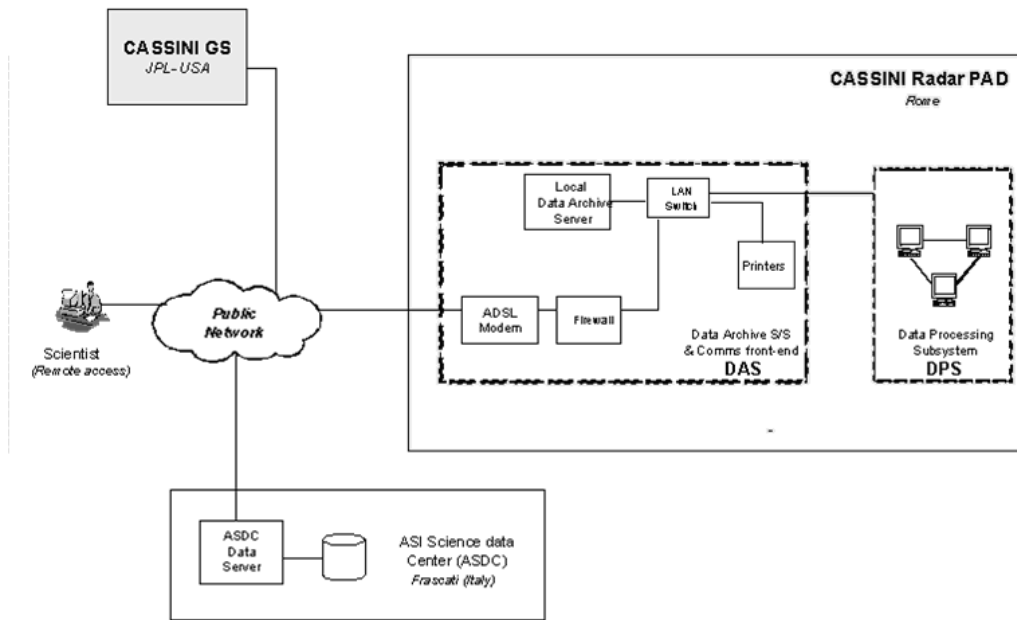 CASSINI GS
JPL- USA
CASSINI Radar PAD
Rome
Local
Data Archive
Server
LAN
Switch
Printers
ADSL
Modem
Firewall
Data Archive S/S
& Comms front-end
DAS
Data Processing
Subsystem
DPS
Public
Network
Scientist
(Remote access)
ASDC
Data
Server
ASI Science data
Center (ASDC)
Frascati (Italy)